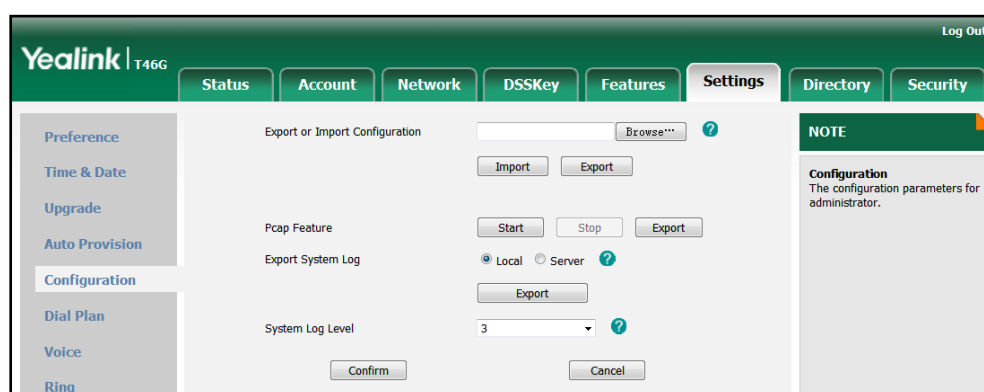 Log Out
Yealink T46G
Status Account Network DSSKey Features Settings Directory Security
Preference
Time & Date
Upgrade
Auto Provision
Configuration
Dial Plan
Voice
Ring
Export or Import Configuration Browse...
Import Export
Pcap Feature Start Stop Export
Export System Log Local Server ?
Export
System Log Level 3 ?
Confirm Cancel
NOTE
Configuration
The configuration parameters for
administrator.